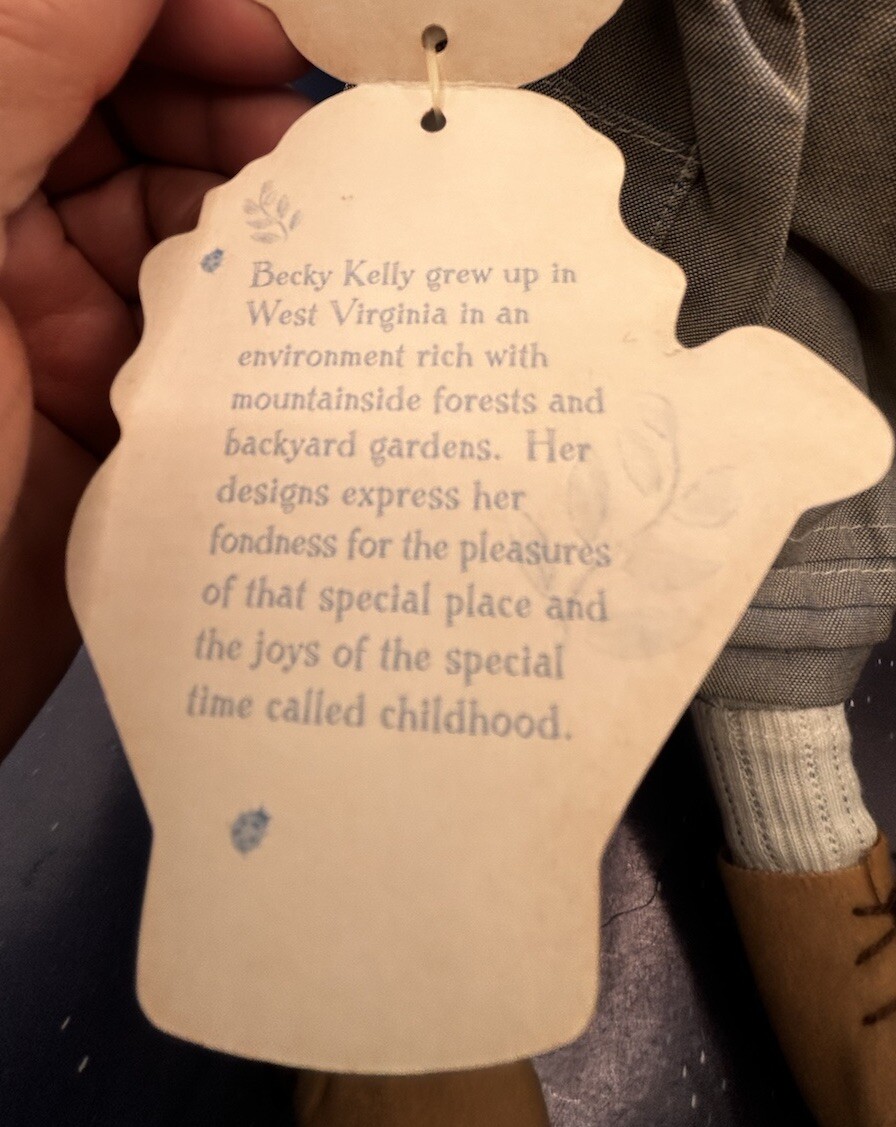 Becky Kelly grew up in
West Virginia in an
environment rich with
mountainside forests and
backyard gardens. Her
designs express her
fondness for the pleasures
of that special place and
the joys of the special
time called childhood.